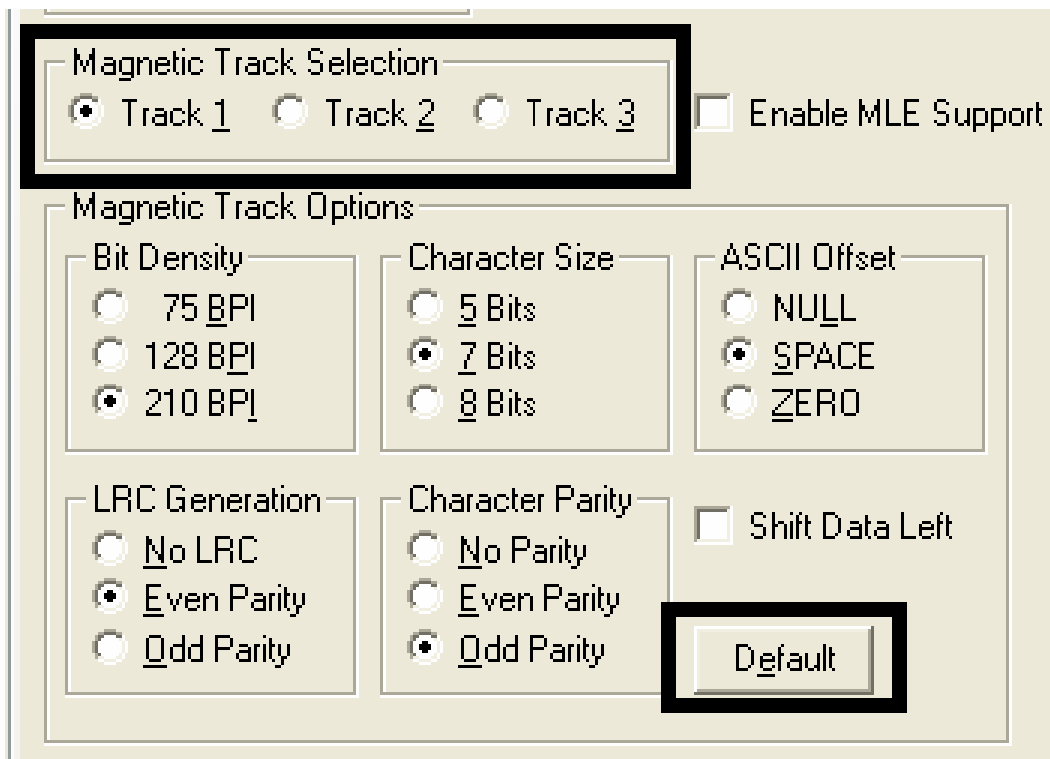 Magnetic Track Selection
Track 1 Track 2 Track 3
Enable MLE Support
Magnetic Track Options
Bit Density
75 BPI
128 BPI
210 BPI
Character Size
5 Bits
7 Bits
8 Bits
ASCII Offset
NULL
SPACE
ZERO
LRC Generation
No LRC
Even Parity
Odd Parity
Character Parity
No Parity
Even Parity
Odd Parity
Shift Data Left
Default